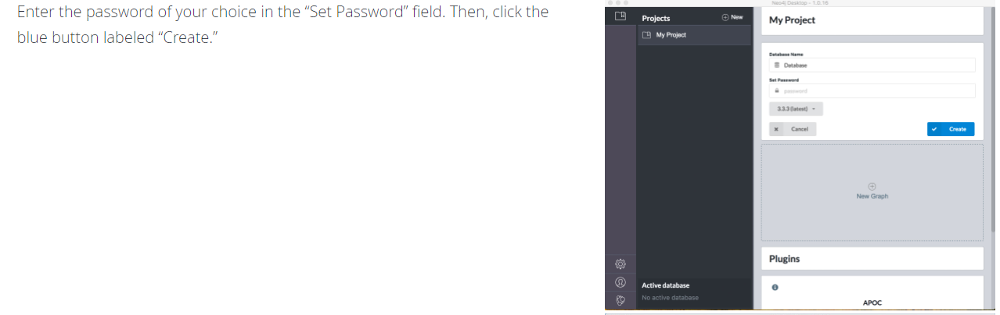 Enter the password of your choice in the “Set Password” field. Then, click the
blue button labeled “Create.”
Neo4j Desktop - 1.0.16
Projects
New
My Project
My Project
Database Name
Database
Set Password
password
3.3.3 (latest)
Cancel
Create
New Graph
Plugins
Active database
No active database
APOC